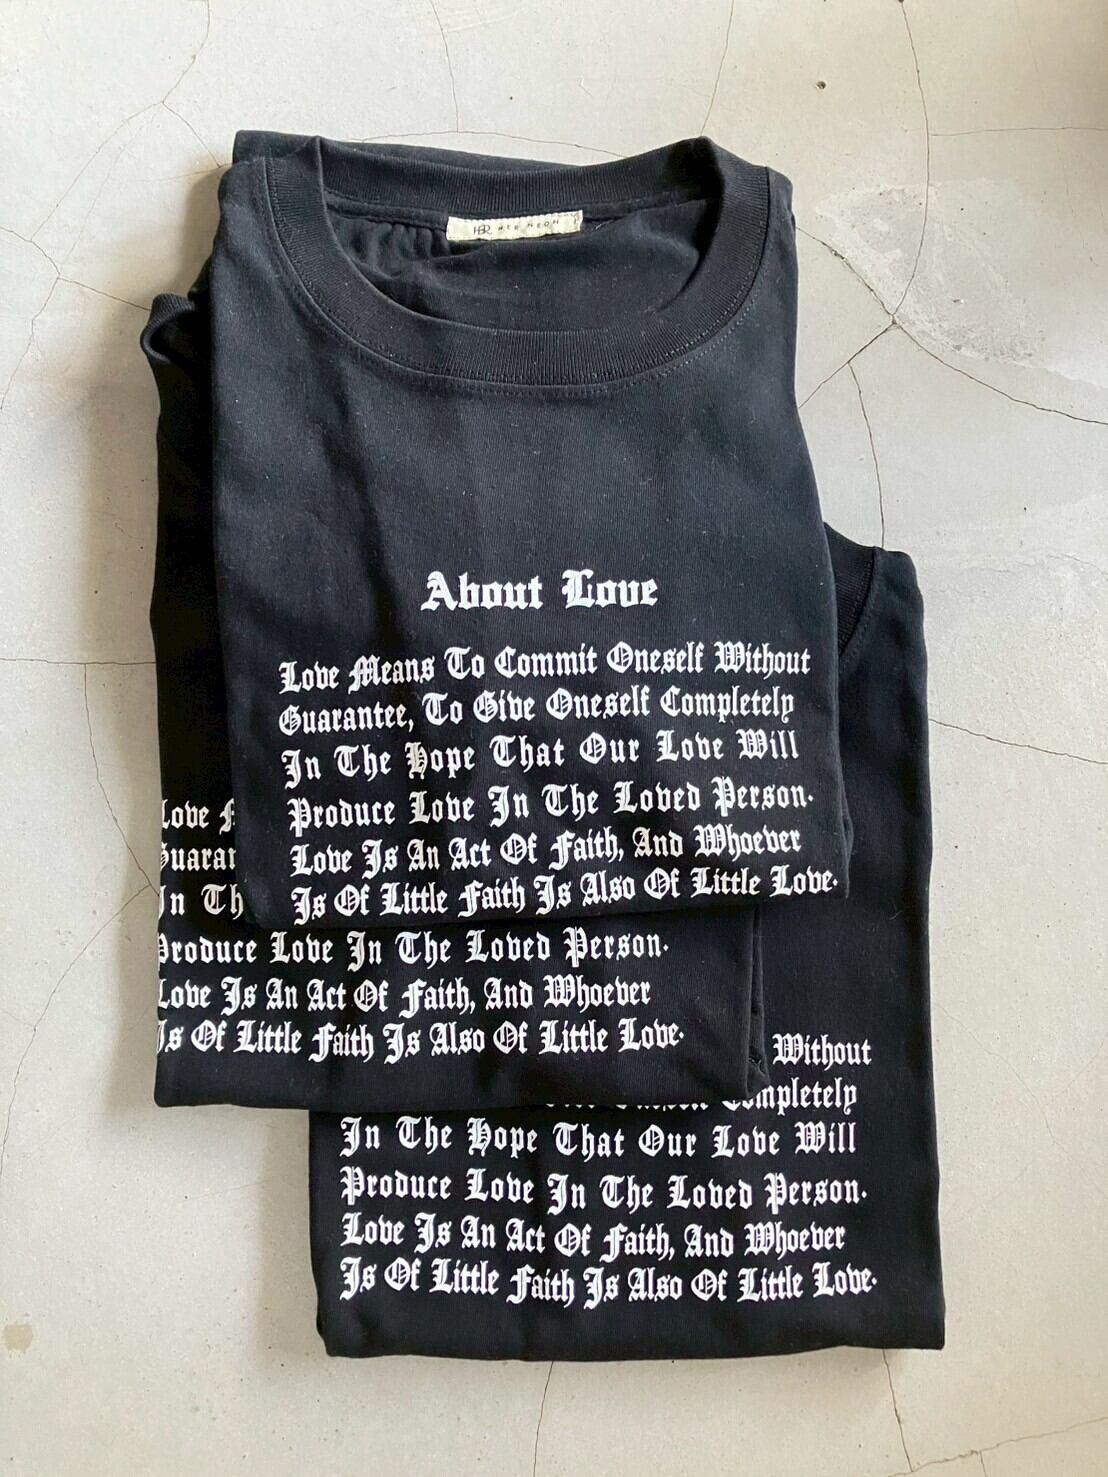 HBR HER NEON
About Love
Love Means To Commit Oneself Without
Guarantee, To Give Oneself Completely
In The Hope That Our Love Will
Produce Love In The Loved Person.
Love Is An Act Of Faith, And Whoever
Is Of Little Faith Is Also Of Little Love.
Love
In Th
Produce Love In The Loved Person.
Love Is An Act Of Faith, And Whoever
Is Of Little Faith Is Also Of Little Love.
Without
Completely
In The Hope That Our Love Will
Produce Love In The Loved Person.
Love Is An Act Of Faith, And Whoever
Is Of Little Faith Is Also Of Little Love.